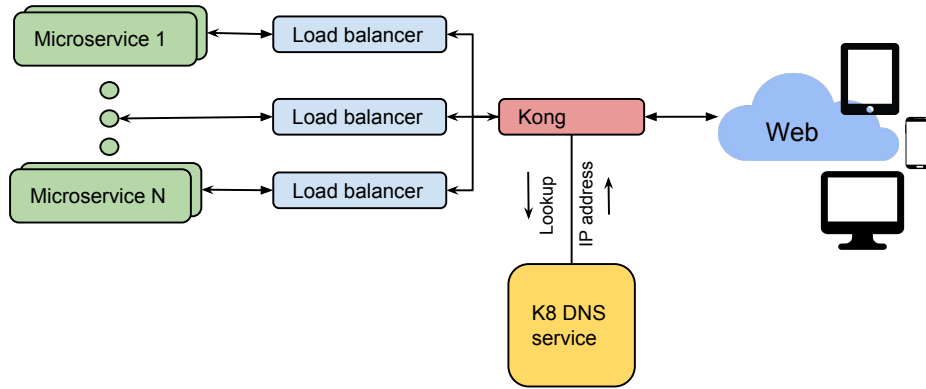 Microservice 1
Load balancer
Load balancer
Kong
Web
Microservice N
Load balancer
Lookup
IP address
K8 DNS
service